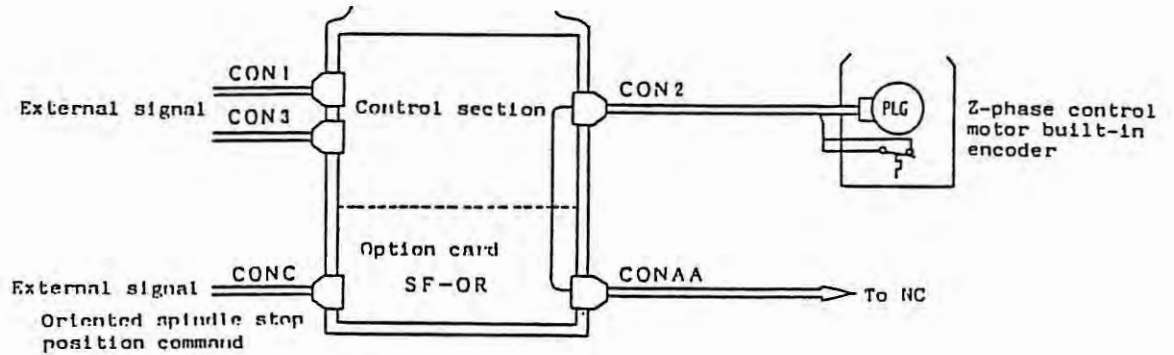 CON1
External signal
CON3
Control section
CON2
PLG
Z-phase control
motor built-in
encoder
Option card
SF-OR
CONC
External signal
Oriented spindle stop
position command
CONAA
To NC